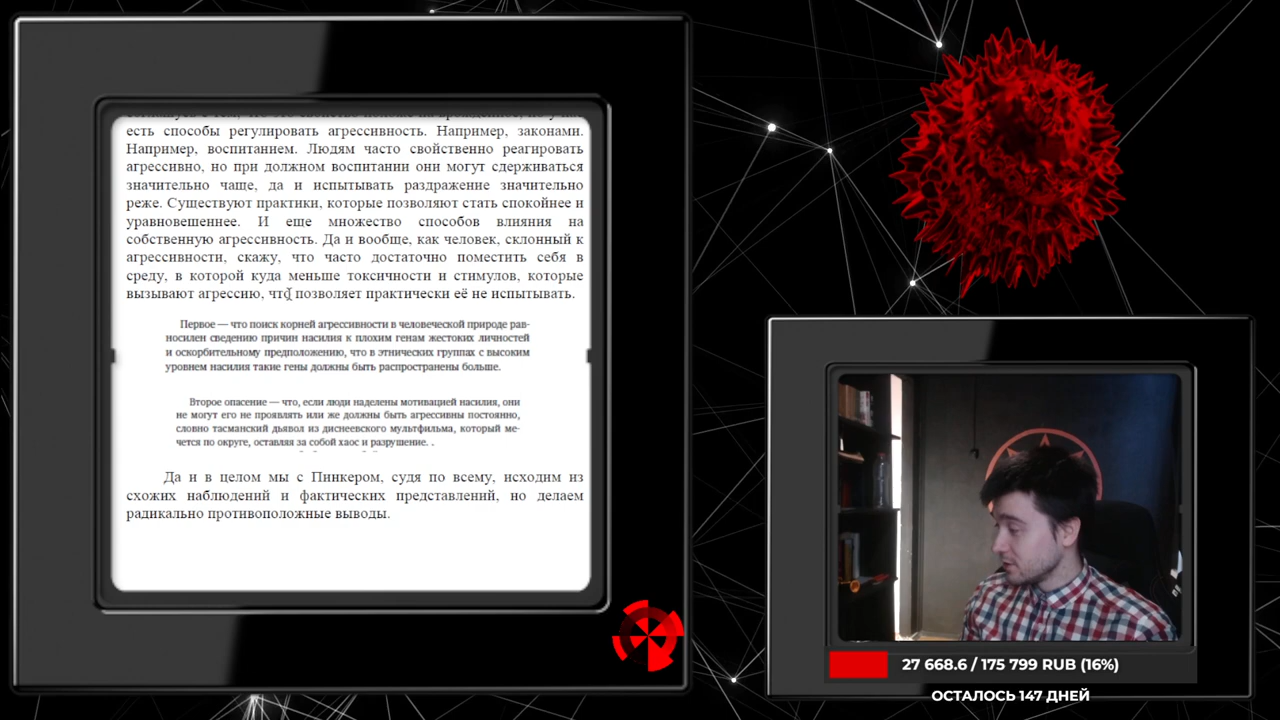 есть способы регулировать агрессивность. Например, законами.
Например, воспитанием. Людям часто свойственно реагировать
агрессивно, но при должном воспитании они могут сдерживаться
значительно чаще, да и испытывать раздражение значительно
реже. Существуют практики, которые позволяют стать спокойнее и
уравновешеннее. И еще множество способов влияния на
собственную агрессивность. Да и вообще, как человек, склонный к
агрессивности, скажу, что часто достаточно поместить себя в
среду, в которой куда меньше токсичности и стимулов, которые
вызывают агрессию, что позволяет практически её не испытывать.
Первое — что поиск корней агрессивности в человеческой природе рав-
носилен сведению причин насилия к плохим генам жестоких личностей
и оскорбительному предположению, что в этнических группах с высоким
уровнем насилия такие гены должны быть распространены больше.
Второе опасение — что, если люди наделены мотивацией насилия, они
не могут его не проявлять или же должны быть агрессивны постоянно,
словно тасманский дьявол из диснеевского мультфильма, который ме-
чется по округе, оставляя за собой хаос и разрушение. .
Да и в целом мы с Пинкером, судя по всему, исходим из
схожих наблюдений и фактических представлений, но делаем
радикально противоположные выводы.
27 668.6 / 175 799 RUB (16%)
ОСТАЛОСЬ 147 ДНЕЙ